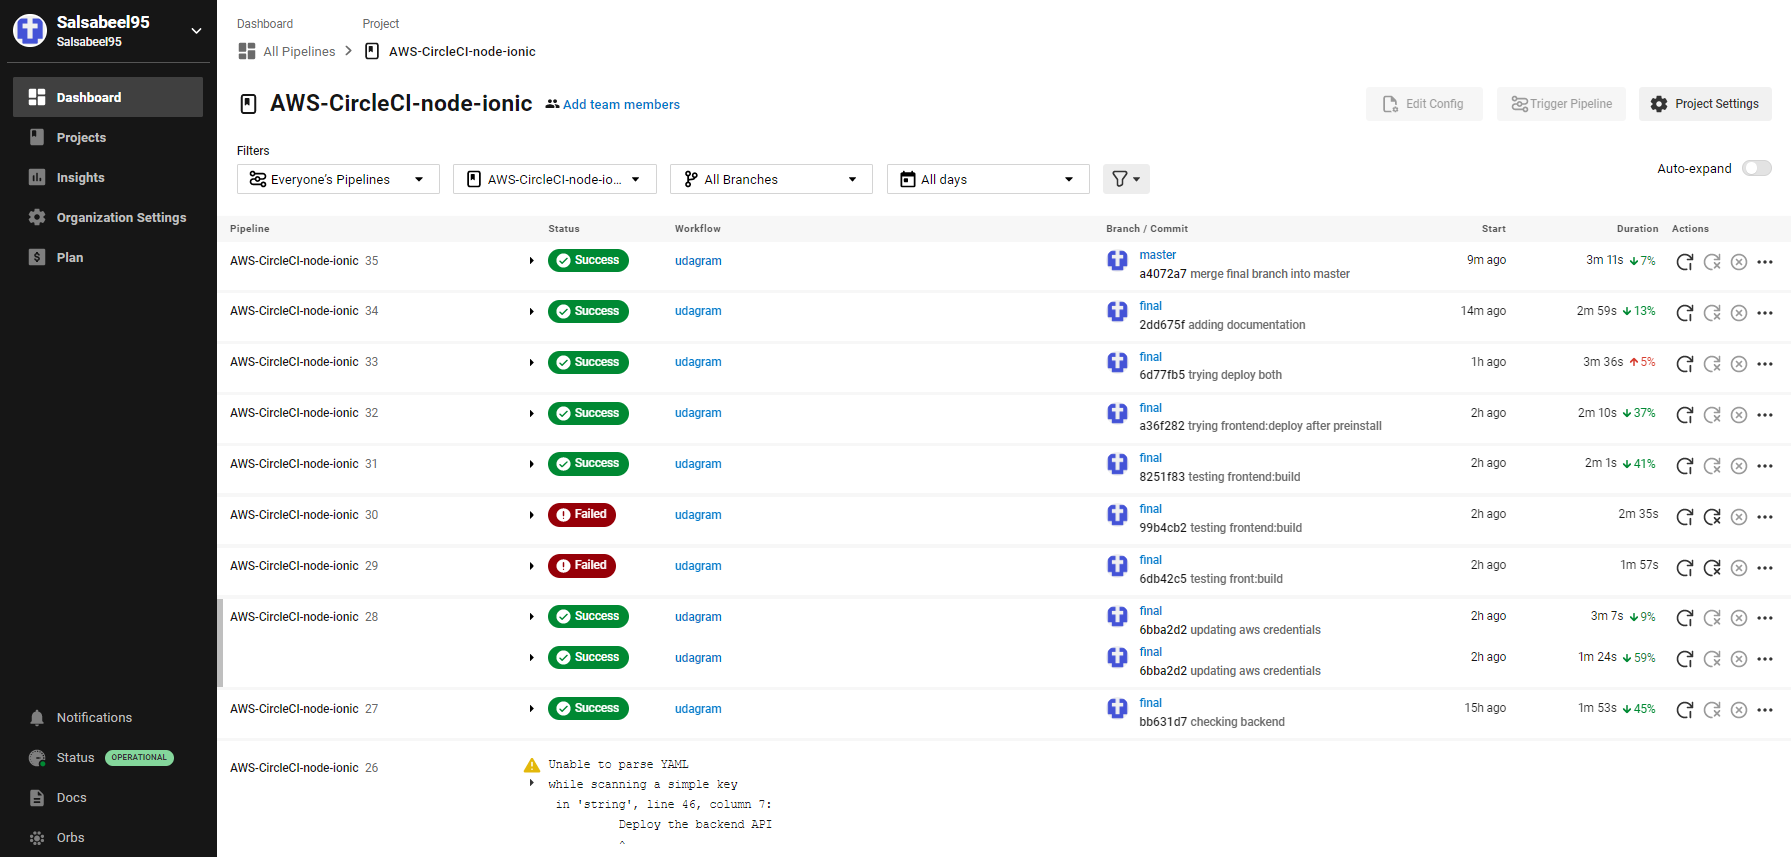 Salsabeel95
Salsabeel95
Dashboard
Projects
Insights
Organization Settings
Plan
Notifications
Status OPERATIONAL
Docs
Orbs
Dashboard Project
All Pipelines AWS-CircleCI-node-ionic
AWS-CircleCI-node-ionic Add team members
Edit Config Trigger Pipeline Project Settings
Filters
Everyone's Pipelines AWS-CircleCI-node-io... All Branches All days
Auto-expand
Pipeline Status Workflow Branch / Commit Start Duration Actions
AWS-CircleCI-node-ionic 35 Success udagram master 9m ago 3m 11s 7%
a4072a7 merge final branch into master
AWS-CircleCI-node-ionic 34 Success udagram final 14m ago 2m 59s 13%
2dd675f adding documentation
AWS-CircleCI-node-ionic 33 Success udagram final 1h ago 3m 36s 5%
6d77fb5 trying deploy both
AWS-CircleCI-node-ionic 32 Success udagram final 2h ago 2m 10s 37%
a36f282 trying frontend:deploy after preinstall
AWS-CircleCI-node-ionic 31 Success udagram final 2h ago 2m 1s 41%
8251f83 testing frontend:build
AWS-CircleCI-node-ionic 30 Failed udagram final 2h ago 2m 35s
99b4cb2 testing frontend:build
AWS-CircleCI-node-ionic 29 Failed udagram final 2h ago 1m 57s
6db42c5 testing front:build
AWS-CircleCI-node-ionic 28 Success udagram final 2h ago 3m 7s 9%
6bba2d2 updating aws credentials
Success udagram final 2h ago 1m 24s 59%
6bba2d2 updating aws credentials
AWS-CircleCI-node-ionic 27 Success udagram final 15h ago 1m 53s 45%
bb631d7 checking backend
AWS-CircleCI-node-ionic 26 Unable to parse YAML
while scanning a simple key
in 'string', line 46, column 7:
Deploy the backend API
^